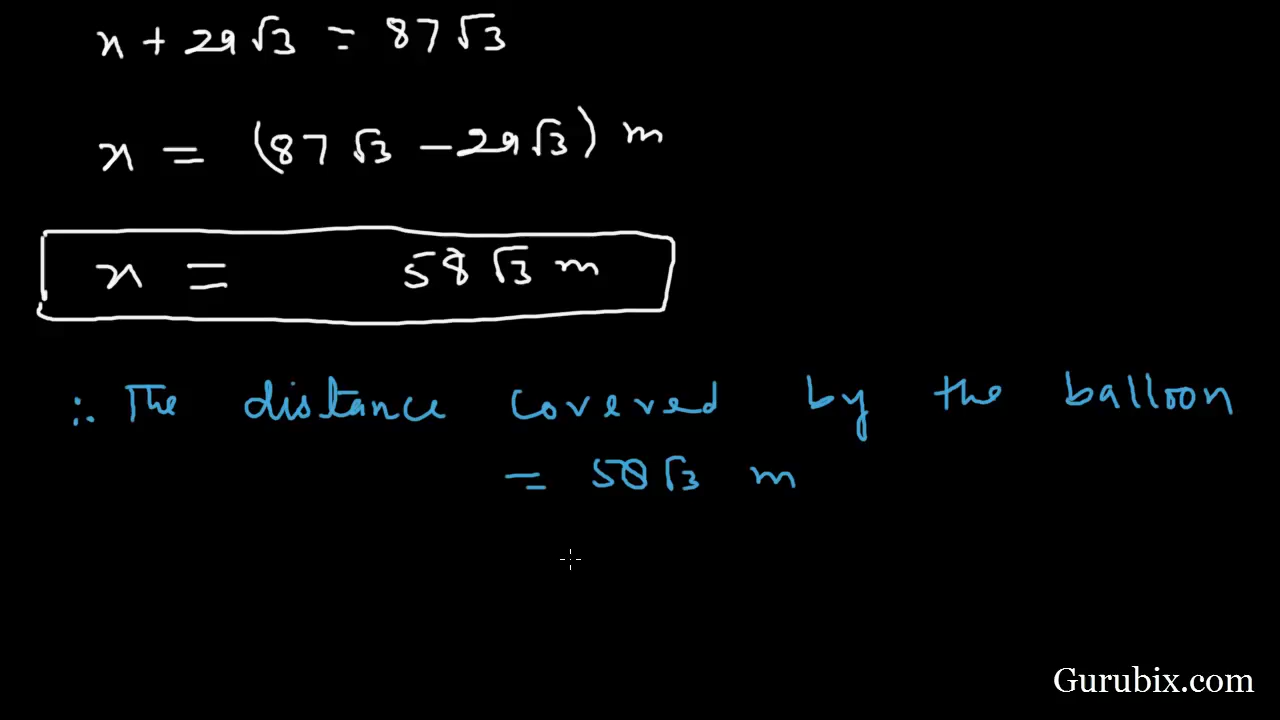 x + 29√3 = 87√3
x = (87√3 - 29√3) m
x = 58√3 m
∴ The distance covered by the balloon
= 58√3 m
Gurubix.com